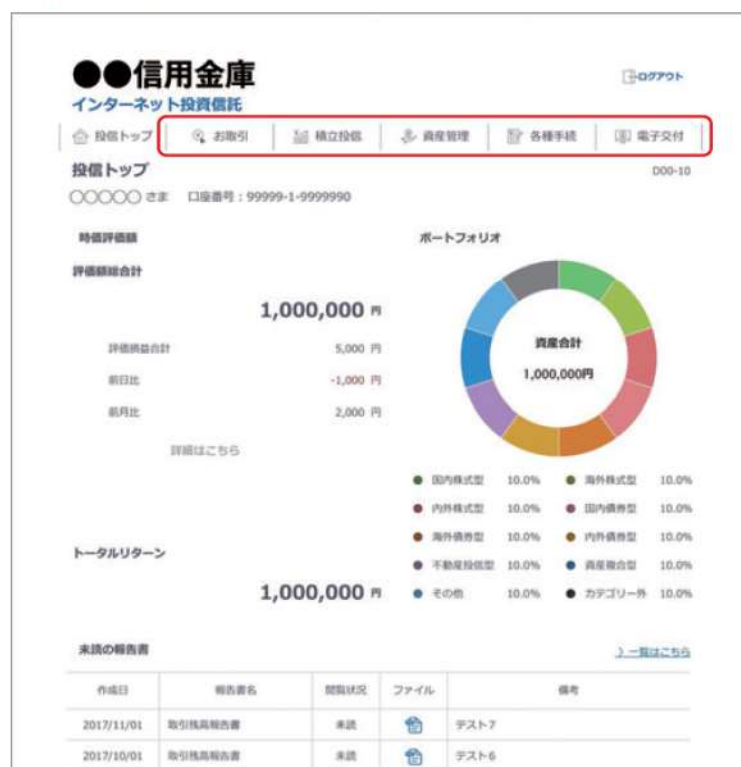 ●●信用金庫
ログアウト
インターネット投資信託
投信トップ お取引 積立投信 資産管理 各種手続 電子交付
投信トップ D00-10
○○○○○ さま 口座番号:99999-1-9999990
時価評価額 ポートフォリオ
評価額総合計
1,000,000 円
評価損益合計 5,000 円
資産合計
前日比 -1,000 円
1,000,000円
前月比 2,000 円
詳細はこちら
国内株式型 10.0% 海外株式型 10.0%
内外株式型 10.0% 国内債券型 10.0%
海外債券型 10.0% 内外債券型 10.0%
不動産投信型 10.0% 資産複合型 10.0%
その他 10.0% カテゴリー外 10.0%
トータルリターン
1,000,000 円
未読の報告書 〉一覧はこちら
作成日 報告書名 閲覧状況 ファイル 備考
2017/11/01 取引残高報告書 未読 テスト7
2017/10/01 取引残高報告書 未読 テスト6